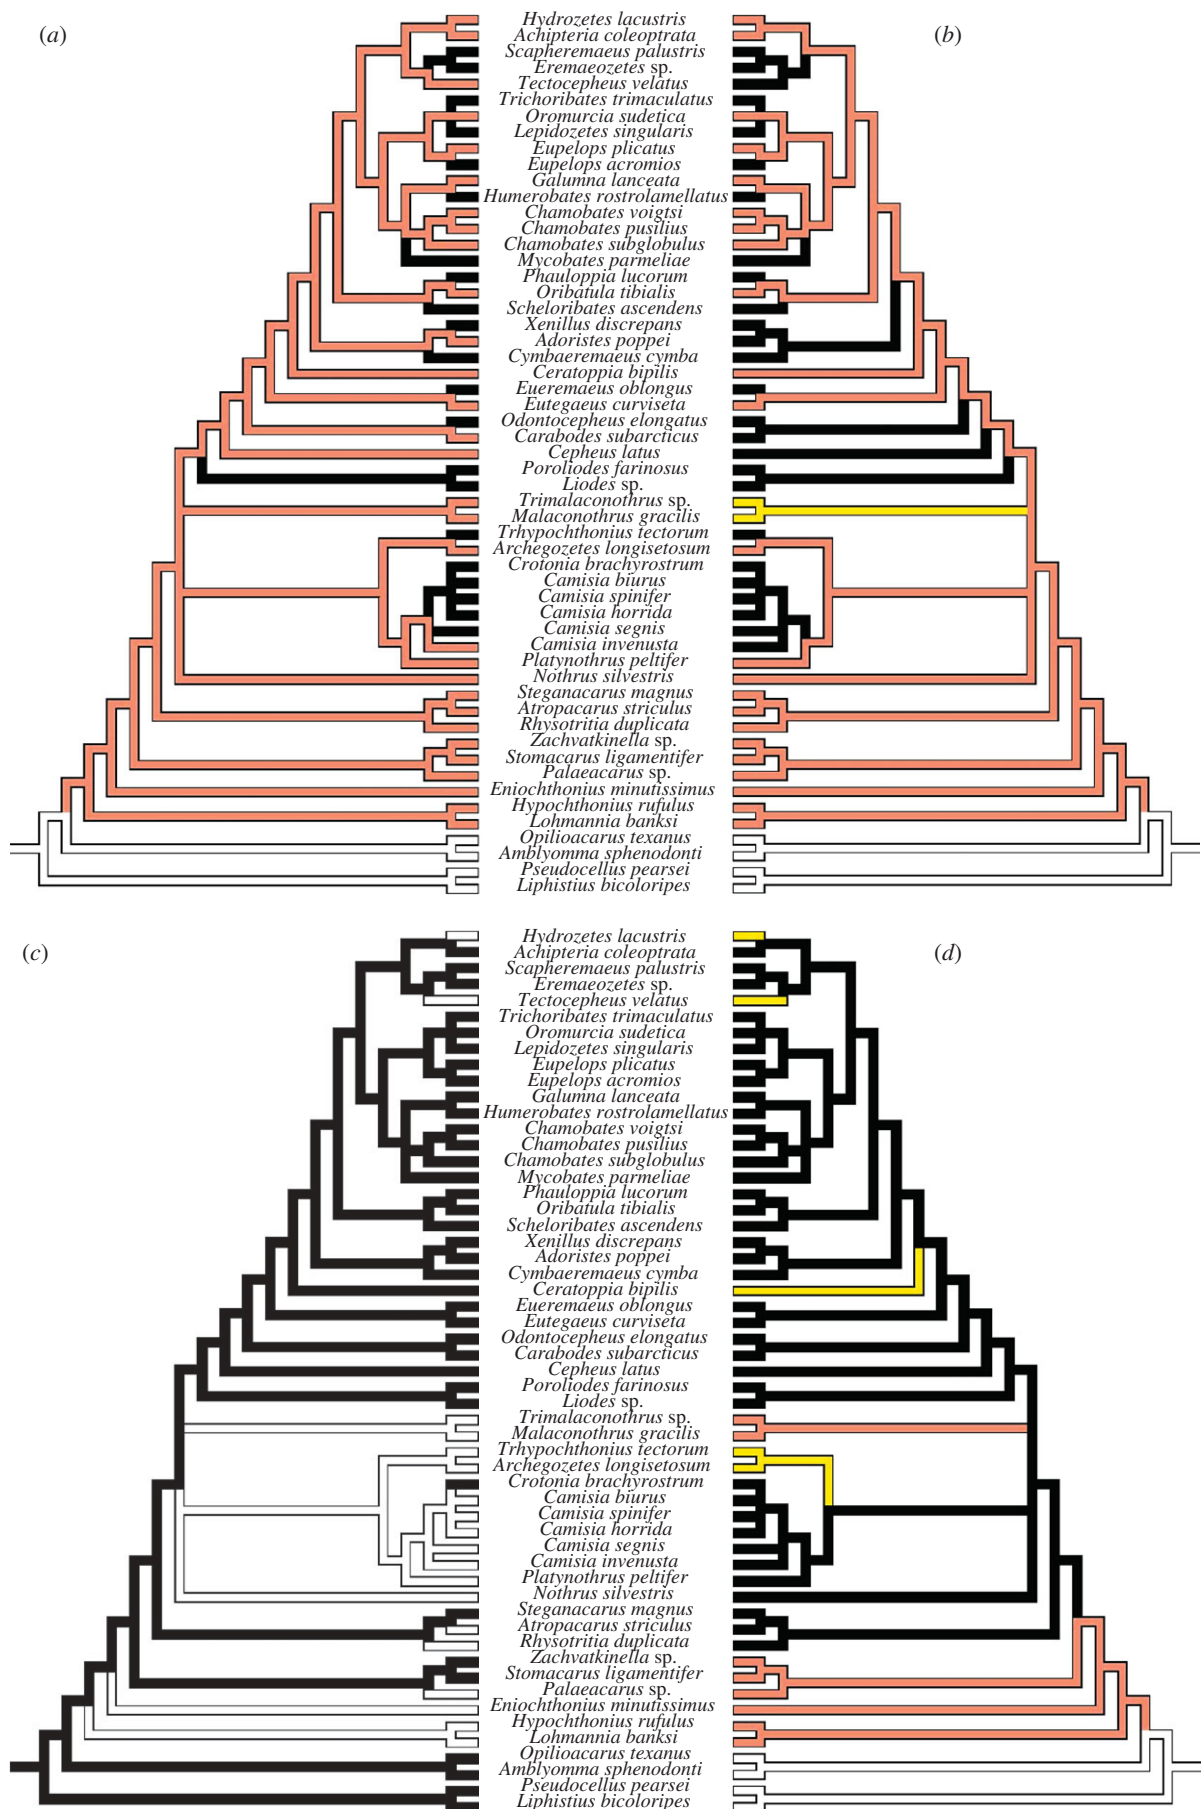 (a)
(b)
Hydrozetes lacustris
Achipteria coleoptrata
Scapheremaeus palustris
Eremaeozetes sp.
Tectocepheus velatus
Trichoribates trimaculatus
Oromurcia sudetica
Lepidozetes singularis
Eupelops plicatus
Eupelops acromios
Galumna lanceata
Humerobates rostrolamellatus
Chamobates voigtsi
Chamobates pusilius
Chamobates subglobulus
Mycobates parmeliae
Phauloppia lucorum
Oribatula tibialis
Scheloribates ascendens
Xenillus discrepans
Adoristes poppei
Cymbaeremaeus cymba
Ceratoppia bipilis
Eueremaeus oblongus
Eutegaeus curviseta
Odontocepheus elongatus
Carabodes subarcticus
Cepheus latus
Poroliodes farinosus
Liodes sp.
Trimalaconothrus sp.
Malaconothrus gracilis
Trhypochthonius tectorum
Archegozetes longisetosum
Crotonia brachyrostrum
Camisia biurus
Camisia spinifer
Camisia horrida
Camisia segnis
Camisia invenusta
Platynothrus peltifer
Nothrus silvestris
Steganacarus magnus
Atropacarus striculus
Rhysotritia duplicata
Zachvatkinella sp.
Stomacarus ligamentifer
Palaeacarus sp.
Eniochthonius minutissimus
Hypochthonius rufulus
Lohmannia banksi
Opilioacarus texanus
Amblyomma sphenodonti
Pseudocellus pearsei
Liphistius bicoloripes
(c)
(d)
Hydrozetes lacustris
Achipteria coleoptrata
Scapheremaeus palustris
Eremaeozetes sp.
Tectocepheus velatus
Trichoribates trimaculatus
Oromurcia sudetica
Lepidozetes singularis
Eupelops plicatus
Eupelops acromios
Galumna lanceata
Humerobates rostrolamellatus
Chamobates voigtsi
Chamobates pusilius
Chamobates subglobulus
Mycobates parmeliae
Phauloppia lucorum
Oribatula tibialis
Scheloribates ascendens
Xenillus discrepans
Adoristes poppei
Cymbaeremaeus cymba
Ceratoppia bipilis
Eueremaeus oblongus
Eutegaeus curviseta
Odontocepheus elongatus
Carabodes subarcticus
Cepheus latus
Poroliodes farinosus
Liodes sp.
Trimalaconothrus sp.
Malaconothrus gracilis
Trhypochthonius tectorum
Archegozetes longisetosum
Crotonia brachyrostrum
Camisia biurus
Camisia spinifer
Camisia horrida
Camisia segnis
Camisia invenusta
Platynothrus peltifer
Nothrus silvestris
Steganacarus magnus
Atropacarus striculus
Rhysotritia duplicata
Zachvatkinella sp.
Stomacarus ligamentifer
Palaeacarus sp.
Eniochthonius minutissimus
Hypochthonius rufulus
Lohmannia banksi
Opilioacarus texanus
Amblyomma sphenodonti
Pseudocellus pearsei
Liphistius bicoloripes